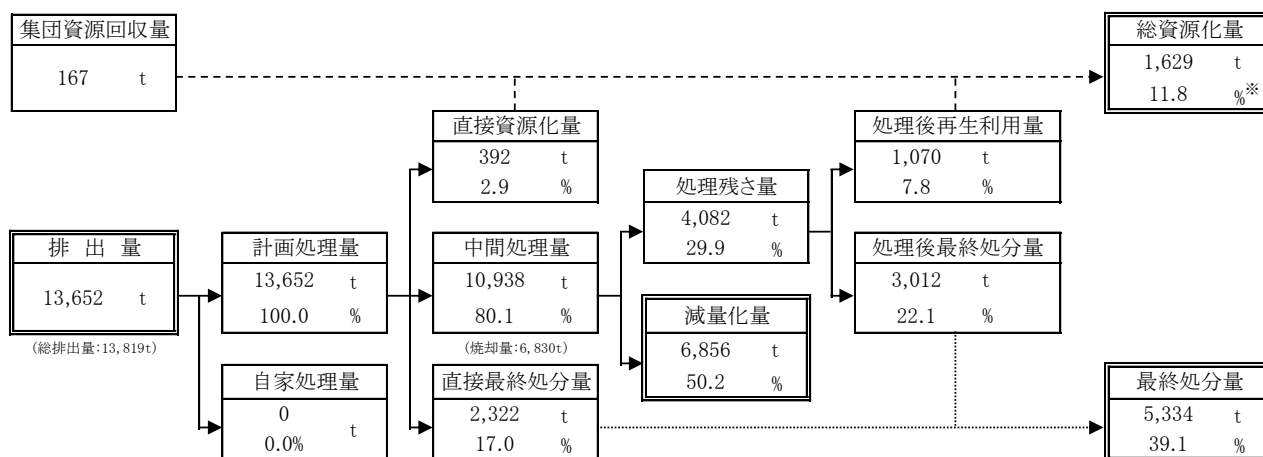 集団資源回収量
167 t
総資源化量
1,629 t
11.8 %※
直接資源化量
392 t
2.9 %
処理後再生利用量
1,070 t
7.8 %
処理残さ量
4,082 t
29.9 %
排出量
13,652 t
(総排出量:13,819t)
計画処理量
13,652 t
100.0 %
中間処理量
10,938 t
80.1 %
(焼却量:6,830t)
処理後最終処分量
3,012 t
22.1 %
減量化量
6,856 t
50.2 %
自家処理量
0 t
0.0%
直接最終処分量
2,322 t
17.0 %
最終処分量
5,334 t
39.1 %